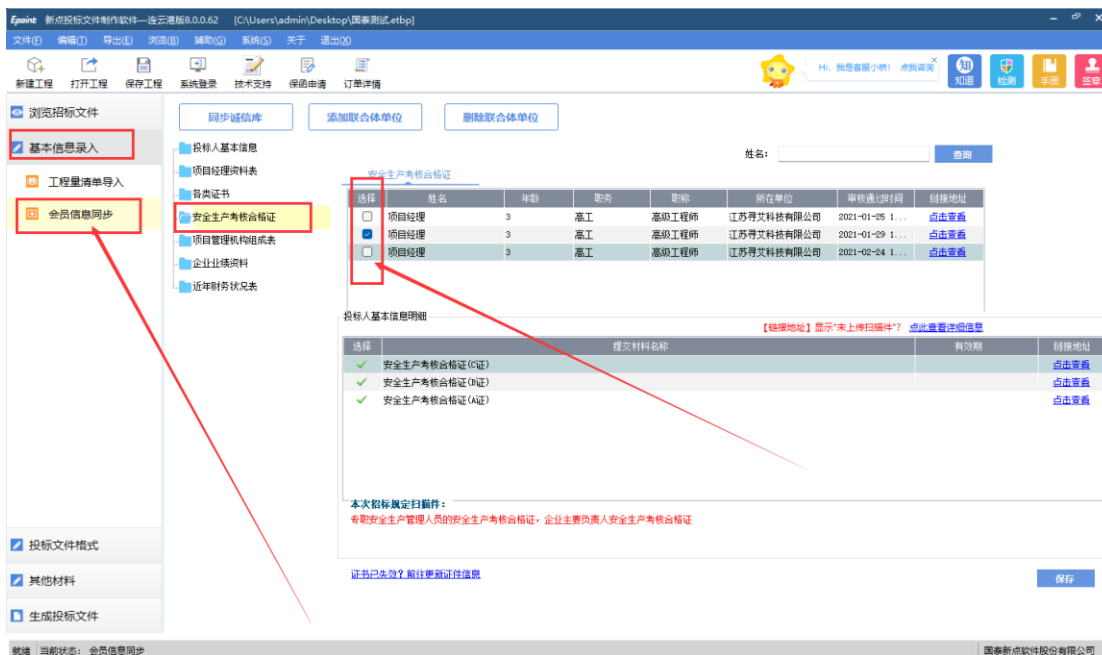 Epoint 新点投标文件制作软件—连云港版8.0.0.62 [C:\Users\admin\Desktop\国泰测试.etbp]
文件(F) 编辑(T) 导出(E) 浏览(B) 辅助(G) 系统(S) 关于 退出(X)
新建工程 打开工程 保存工程 系统登录 技术支持 保函申请 订单详情
Hi, 我是客服小桥! 点我咨询
知
知道 检测 手册 签章
浏览招标文件
同步诚信库 添加联合体单位 删除联合体单位
基本信息录入
工程量清单导入
会员信息同步
投标人基本信息
项目经理资料表
各类证书
安全生产考核合格证
项目管理机构组成表
企业业绩资料
近年财务状况表
姓名: 查询
安全生产考核合格证
选择 姓名 年龄 职务 职称 所在单位 审核通过时间 链接地址
项目经理 3 高工 高级工程师 江苏寻艾科技有限公司 2021-01-25 1... 点击查看
项目经理 3 高工 高级工程师 江苏寻艾科技有限公司 2021-01-29 1... 点击查看
项目经理 3 高工 高级工程师 江苏寻艾科技有限公司 2021-02-24 1... 点击查看
投标人基本信息明细
【链接地址】显示"未上传扫描件"? 点此查看详细信息
选择 提交材料名称 有效期 链接地址
安全生产考核合格证(C证) 点击查看
安全生产考核合格证(B证) 点击查看
安全生产考核合格证(A证) 点击查看
本次招标规定扫描件:
专职安全生产管理人员的安全生产考核合格证, 企业主要负责人安全生产考核合格证
证书已失效? 前往更新证件信息
保存
投标文件格式
其他材料
生成投标文件
就绪 当前状态: 会员信息同步 国泰新点软件股份有限公司